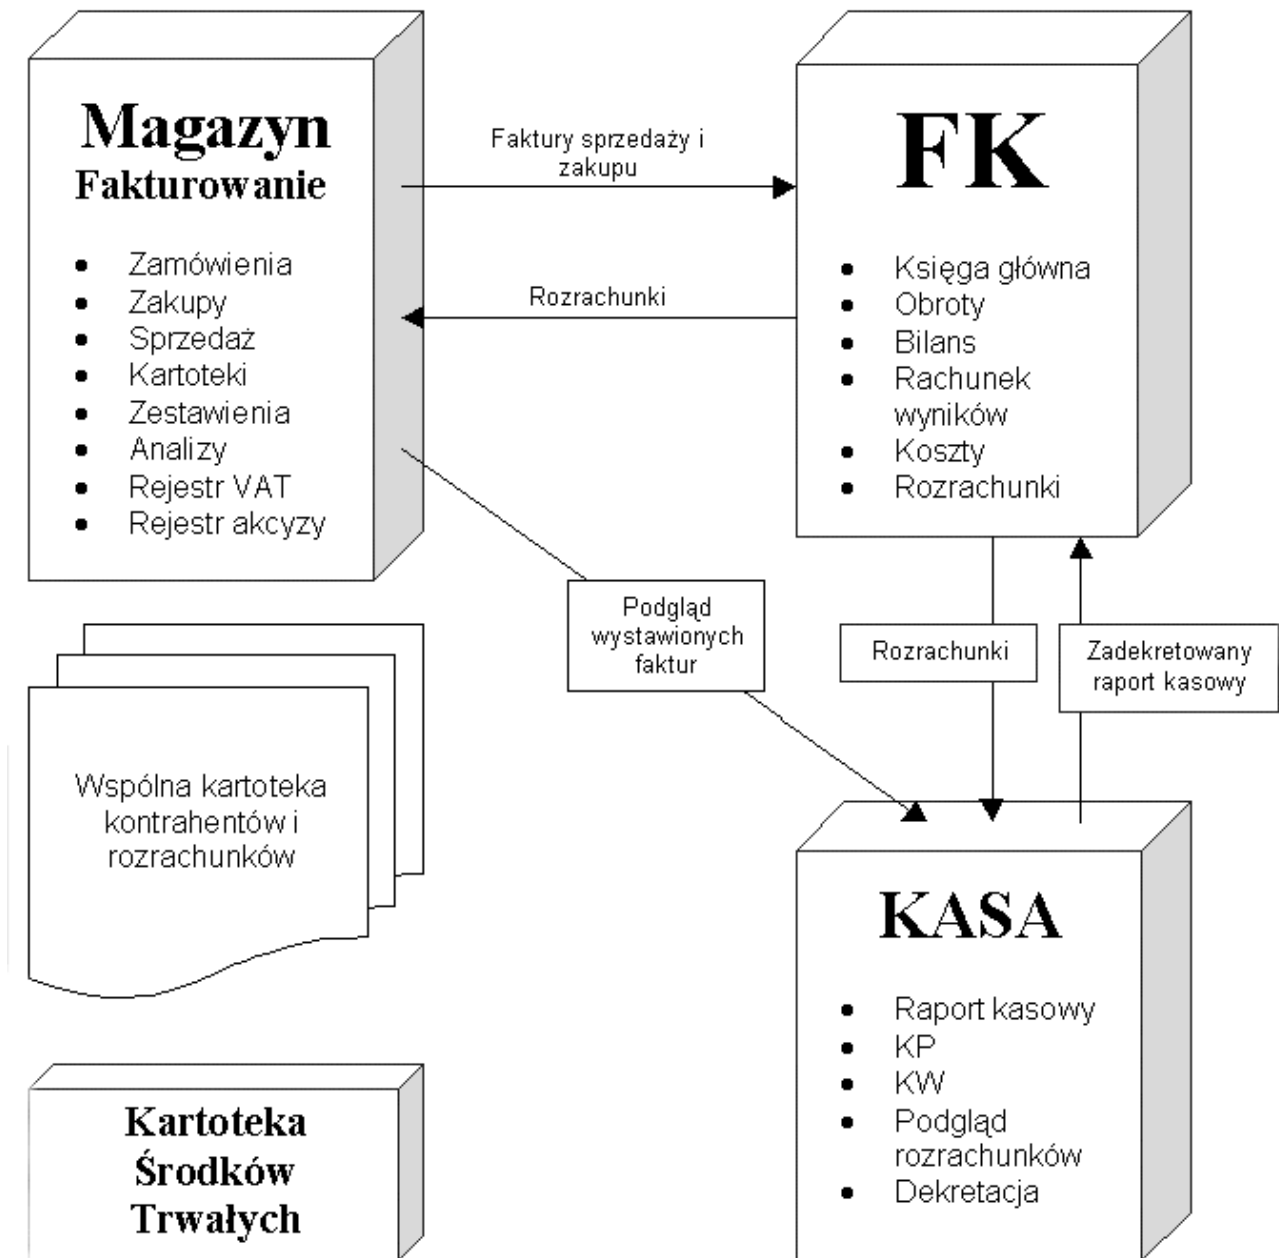 Magazyn
Fakturowanie
Zamówienia
Zakupy
Sprzedaż
Kartoteki
Zestawienia
Analizy
Rejestr VAT
Rejestr akcyzy
Faktury sprzedaży i
zakupu
Rozrachunki
FK
Księga główna
Obroty
Bilans
Rachunek
wyników
Koszty
Rozrachunki
Podgląd
wystawionych
faktur
Rozrachunki
Zadekretowany
raport kasowy
Wspólna kartoteka
kontrahentów i
rozrachunków
KASA
Raport kasowy
KP
KW
Podgląd
rozrachunków
Dekretacja
Kartoteka
Środków
Trwałych